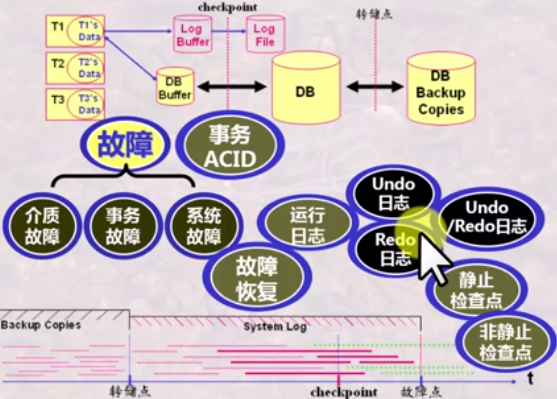 checkpoint
转储点
T1
T1's
Data
T2
T2's
Data
T3
T3's
Data
Log
Buffer
Log
File
DB
Buffer
DB
DB
Backup
Copies
故障
事务
ACID
介质
故障
事务
故障
系统
故障
故障
恢复
运行
日志
Undo
日志
Redo
日志
Undo
/Redo日志
静止
检查点
非静止
检查点
Backup Copies
System Log
转储点
checkpoint
故障点
t